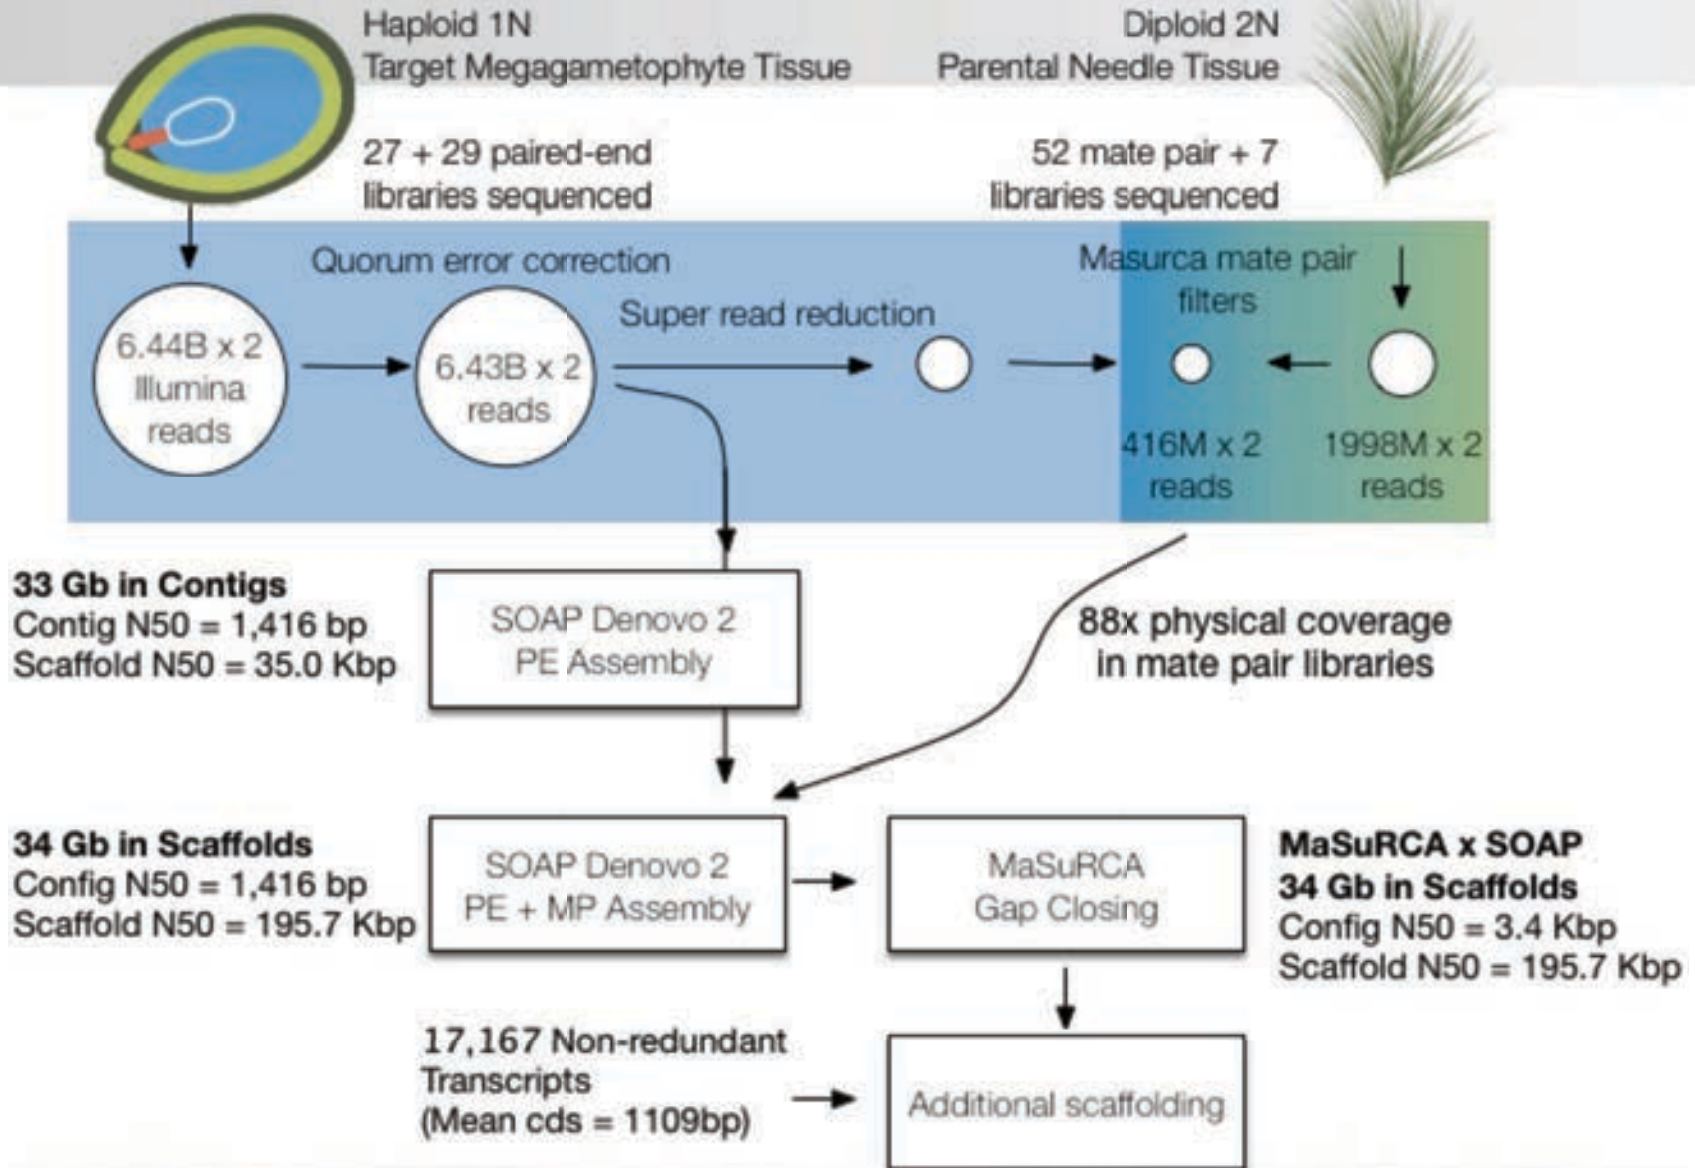 Haploid 1N
Target Megagametophyte Tissue
Diploid 2N
Parental Needle Tissue
27 + 29 paired-end
libraries sequenced
52 mate pair + 7
libraries sequenced
Quorum error correction
Super read reduction
Masurca mate pair
filters
6.44B x 2
Illumina
reads
6.43B x 2
reads
416M x 2
reads
1998M x 2
reads
33 Gb in Contigs
Contig N50 = 1,416 bp
Scaffold N50 = 35.0 Kbp
SOAP Denovo 2
PE Assembly
88x physical coverage
in mate pair libraries
34 Gb in Scaffolds
Config N50 = 1,416 bp
Scaffold N50 = 195.7 Kbp
SOAP Denovo 2
PE + MP Assembly
MaSuRCA
Gap Closing
MaSuRCA x SOAP
34 Gb in Scaffolds
Config N50 = 3.4 Kbp
Scaffold N50 = 195.7 Kbp
17,167 Non-redundant
Transcripts
(Mean cds = 1109bp)
Additional scaffolding